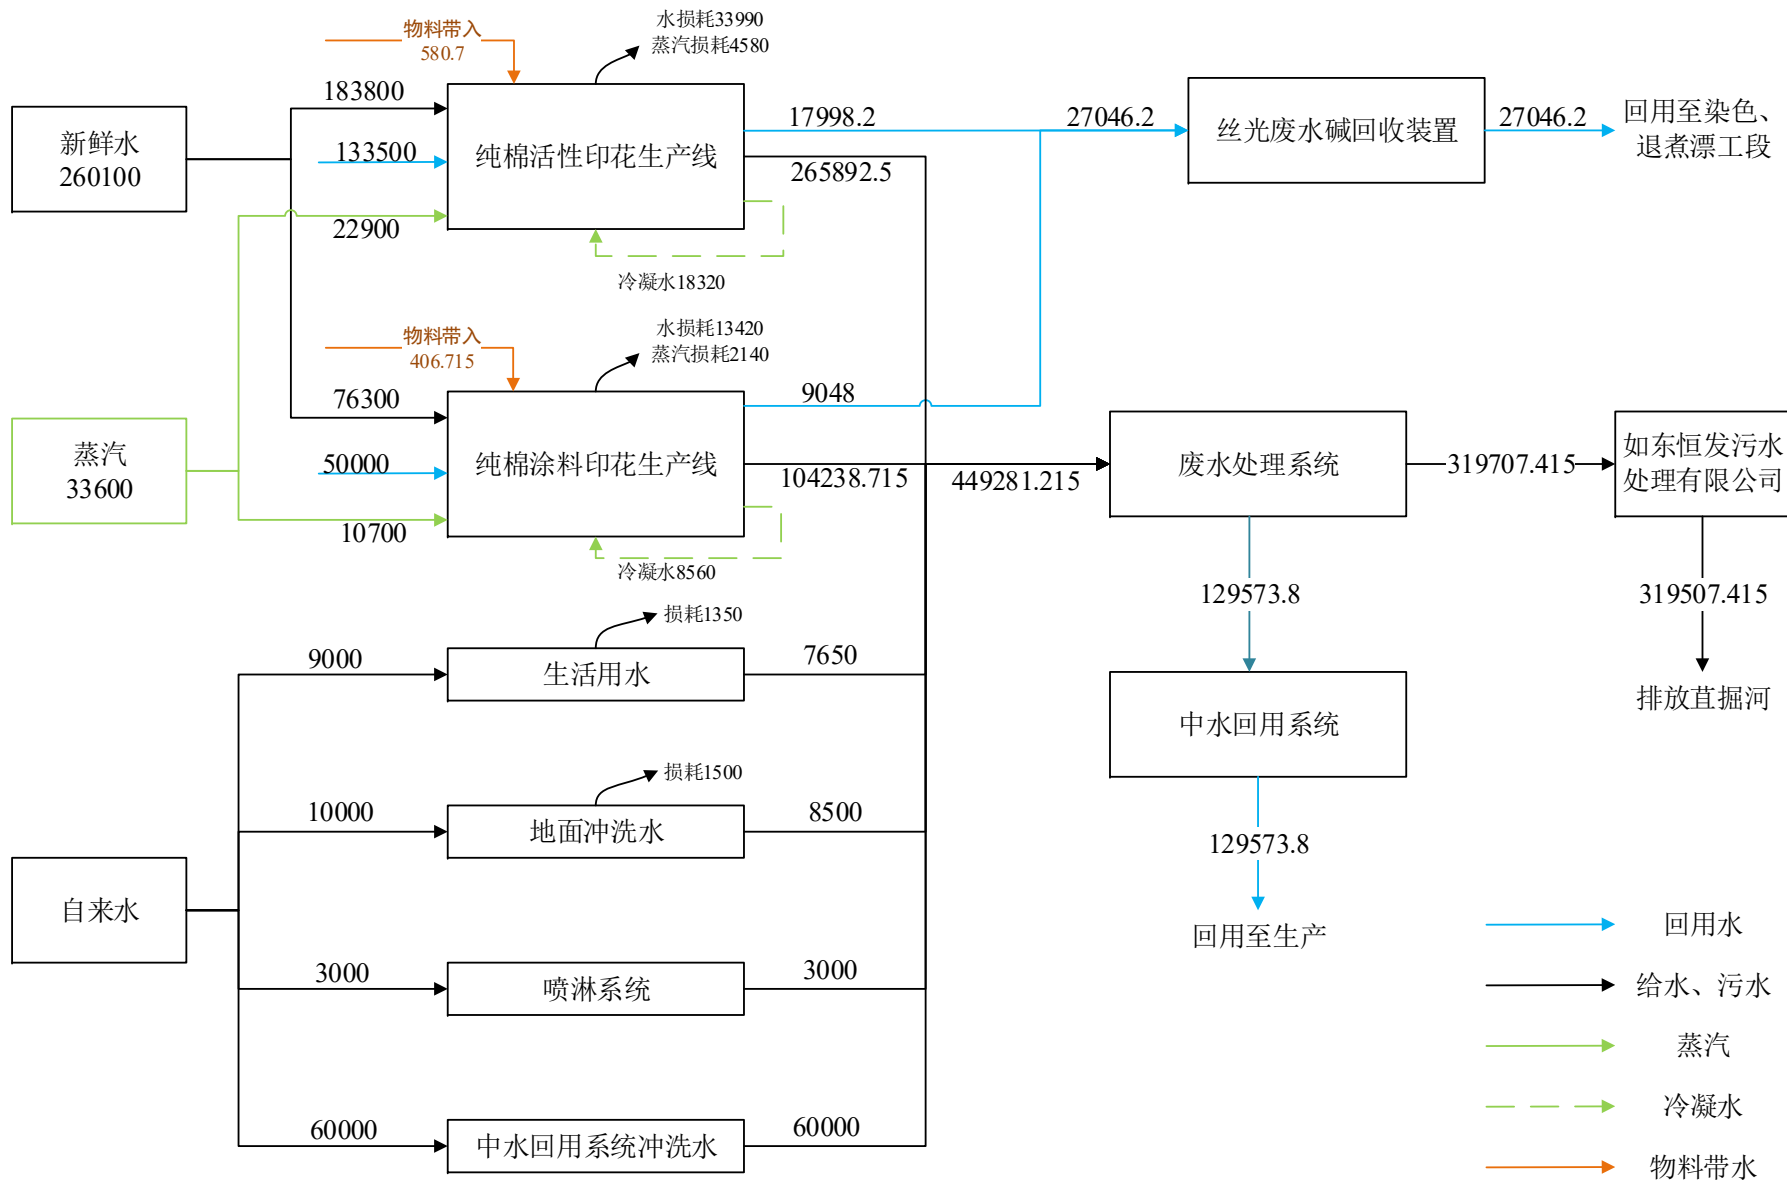 物料带入
580.7
水损耗33990
蒸汽损耗4580
新鲜水
260100
183800
133500
22900
纯棉活性印花生产线
17998.2
265892.5
27046.2
丝光废水碱回收装置
27046.2
回用至染色、
退煮漂工段
冷凝水18320
物料带入
406.715
水损耗13420
蒸汽损耗2140
蒸汽
33600
76300
50000
10700
纯棉涂料印花生产线
9048
104238.715
449281.215
废水处理系统
319707.415
如东恒发污水
处理有限公司
冷凝水8560
129573.8
319507.415
9000
生活用水
损耗1350
7650
中水回用系统
排放苴掘河
10000
地面冲洗水
损耗1500
8500
129573.8
自来水
回用至生产
3000
喷淋系统
3000
60000
中水回用系统冲洗水
60000
回用水
给水、污水
蒸汽
冷凝水
物料带水